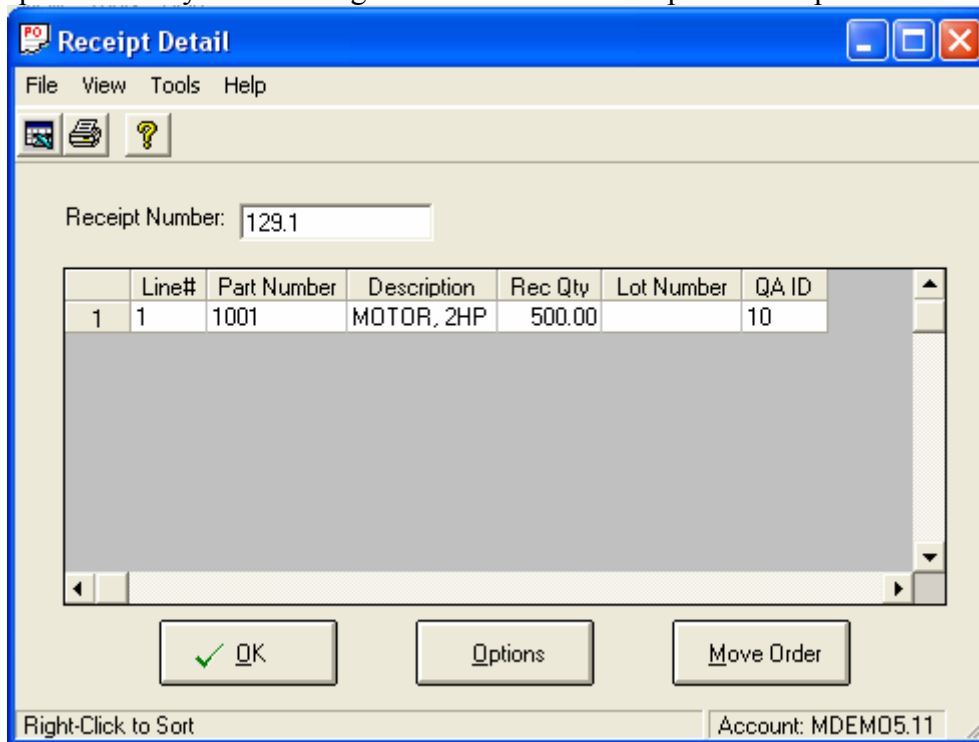 PO Receipt Detail
File View Tools Help
Receipt Number: 129.1
Line# Part Number Description Rec Qty Lot Number QA ID
1 1 1001 MOTOR, 2HP 500.00 10
OK Options Move Order
Right-Click to Sort Account: MDEMO5.11